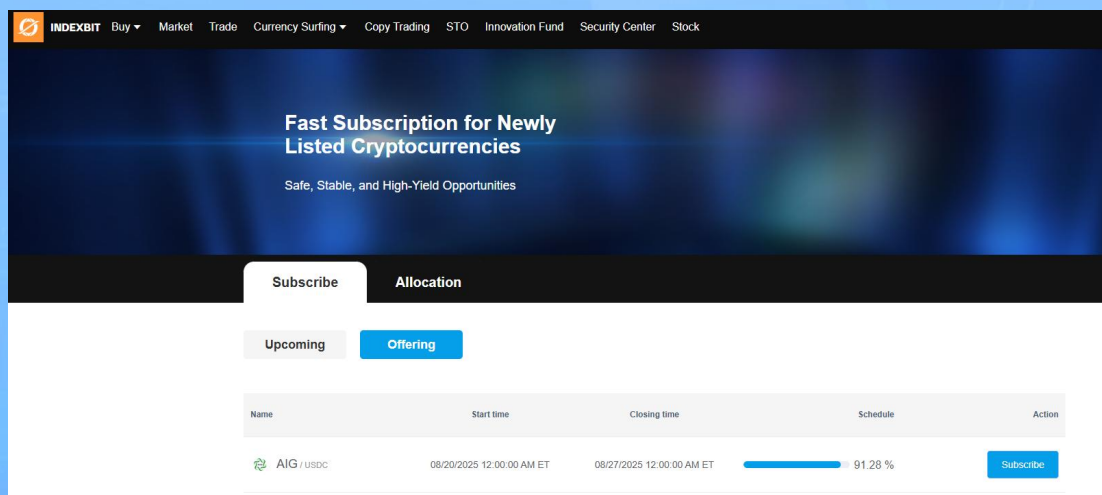 INDEXBIT Buy Market Trade Currency Surfing Copy Trading STO Innovation Fund Security Center Stock
Fast Subscription for Newly
Listed Cryptocurrencies
Safe, Stable, and High-Yield Opportunities
Subscribe Allocation
Upcoming Offering
Name Start time Closing time Schedule Action
AIG / USDC 08/20/2025 12:00:00 AM ET 08/27/2025 12:00:00 AM ET 91.28 % Subscribe